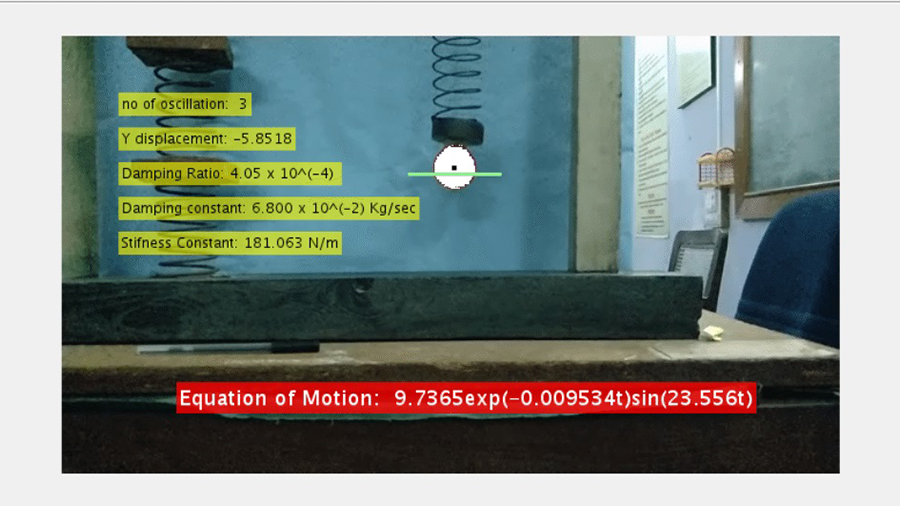 no of oscillation: 3
Y displacement: -5.8518
Damping Ratio: 4.05 x 10^(-4)
Damping constant: 6.800 x 10^(-2) Kg/sec
Stifness Constant: 181.063 N/m
Equation of Motion: 9.7365exp(-0.009534t)sin(23.556t)